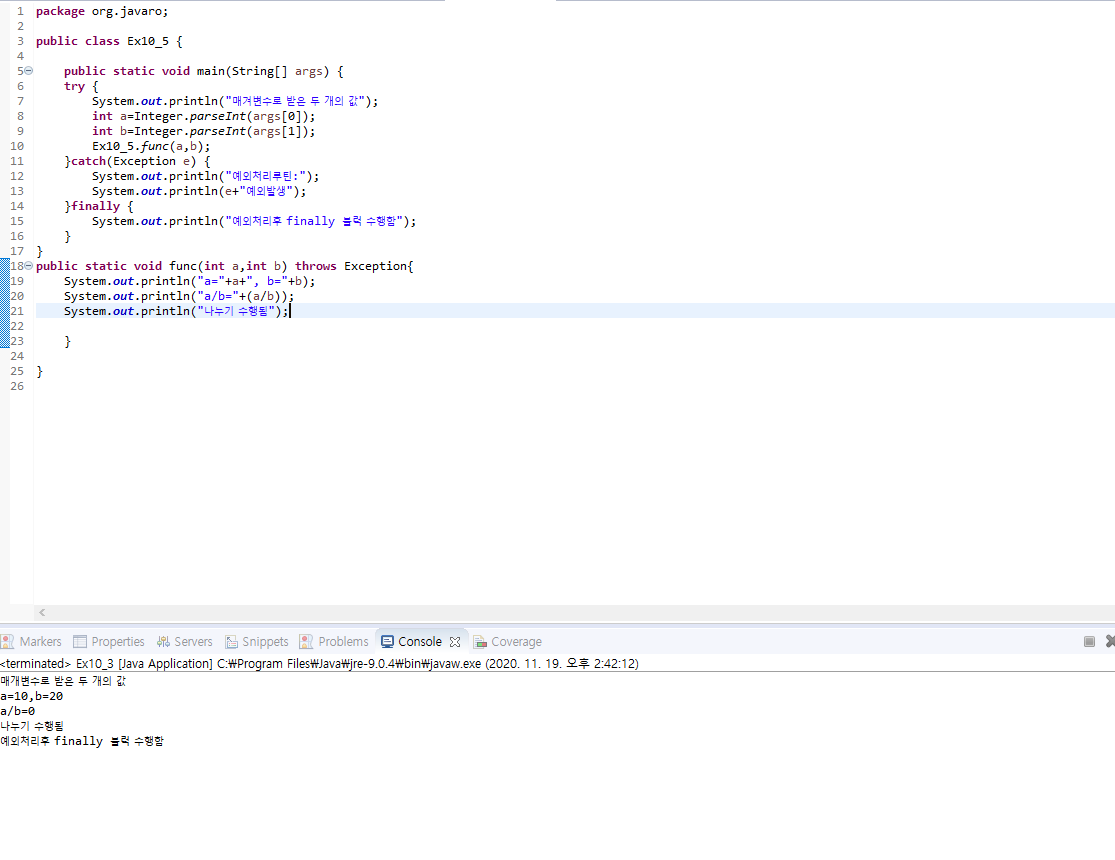 1 package org.javaro;
2
3 public class Ex10_5 {
4
5 public static void main(String[] args) {
6 try {
7 System.out.println("매겨변수로 받은 두 개의 값");
8 int a=Integer.parseInt(args[0]);
9 int b=Integer.parseInt(args[1]);
10 Ex10_5.func(a,b);
11 }catch(Exception e) {
12 System.out.println("예외처리루틴:");
13 System.out.println(e+"예외발생");
14 }finally {
15 System.out.println("예외처리후 finally 블럭 수행함");
16 }
17 }
18 public static void func(int a,int b) throws Exception{
19 System.out.println("a="+a+", b="+b);
20 System.out.println("a/b="+(a/b));
21 System.out.println("나누기 수행됨");
22
23 }
24
25 }
26
Markers Properties Servers Snippets Problems Console Coverage
<terminated> Ex10_3 [Java Application] C:₩Program Files₩Java₩jre-9.0.4₩bin₩javaw.exe (2020. 11. 19. 오후 2:42:12)
매개변수로 받은 두 개의 값
a=10,b=20
a/b=0
나누기 수행됨
예외처리후 finally 블럭 수행함